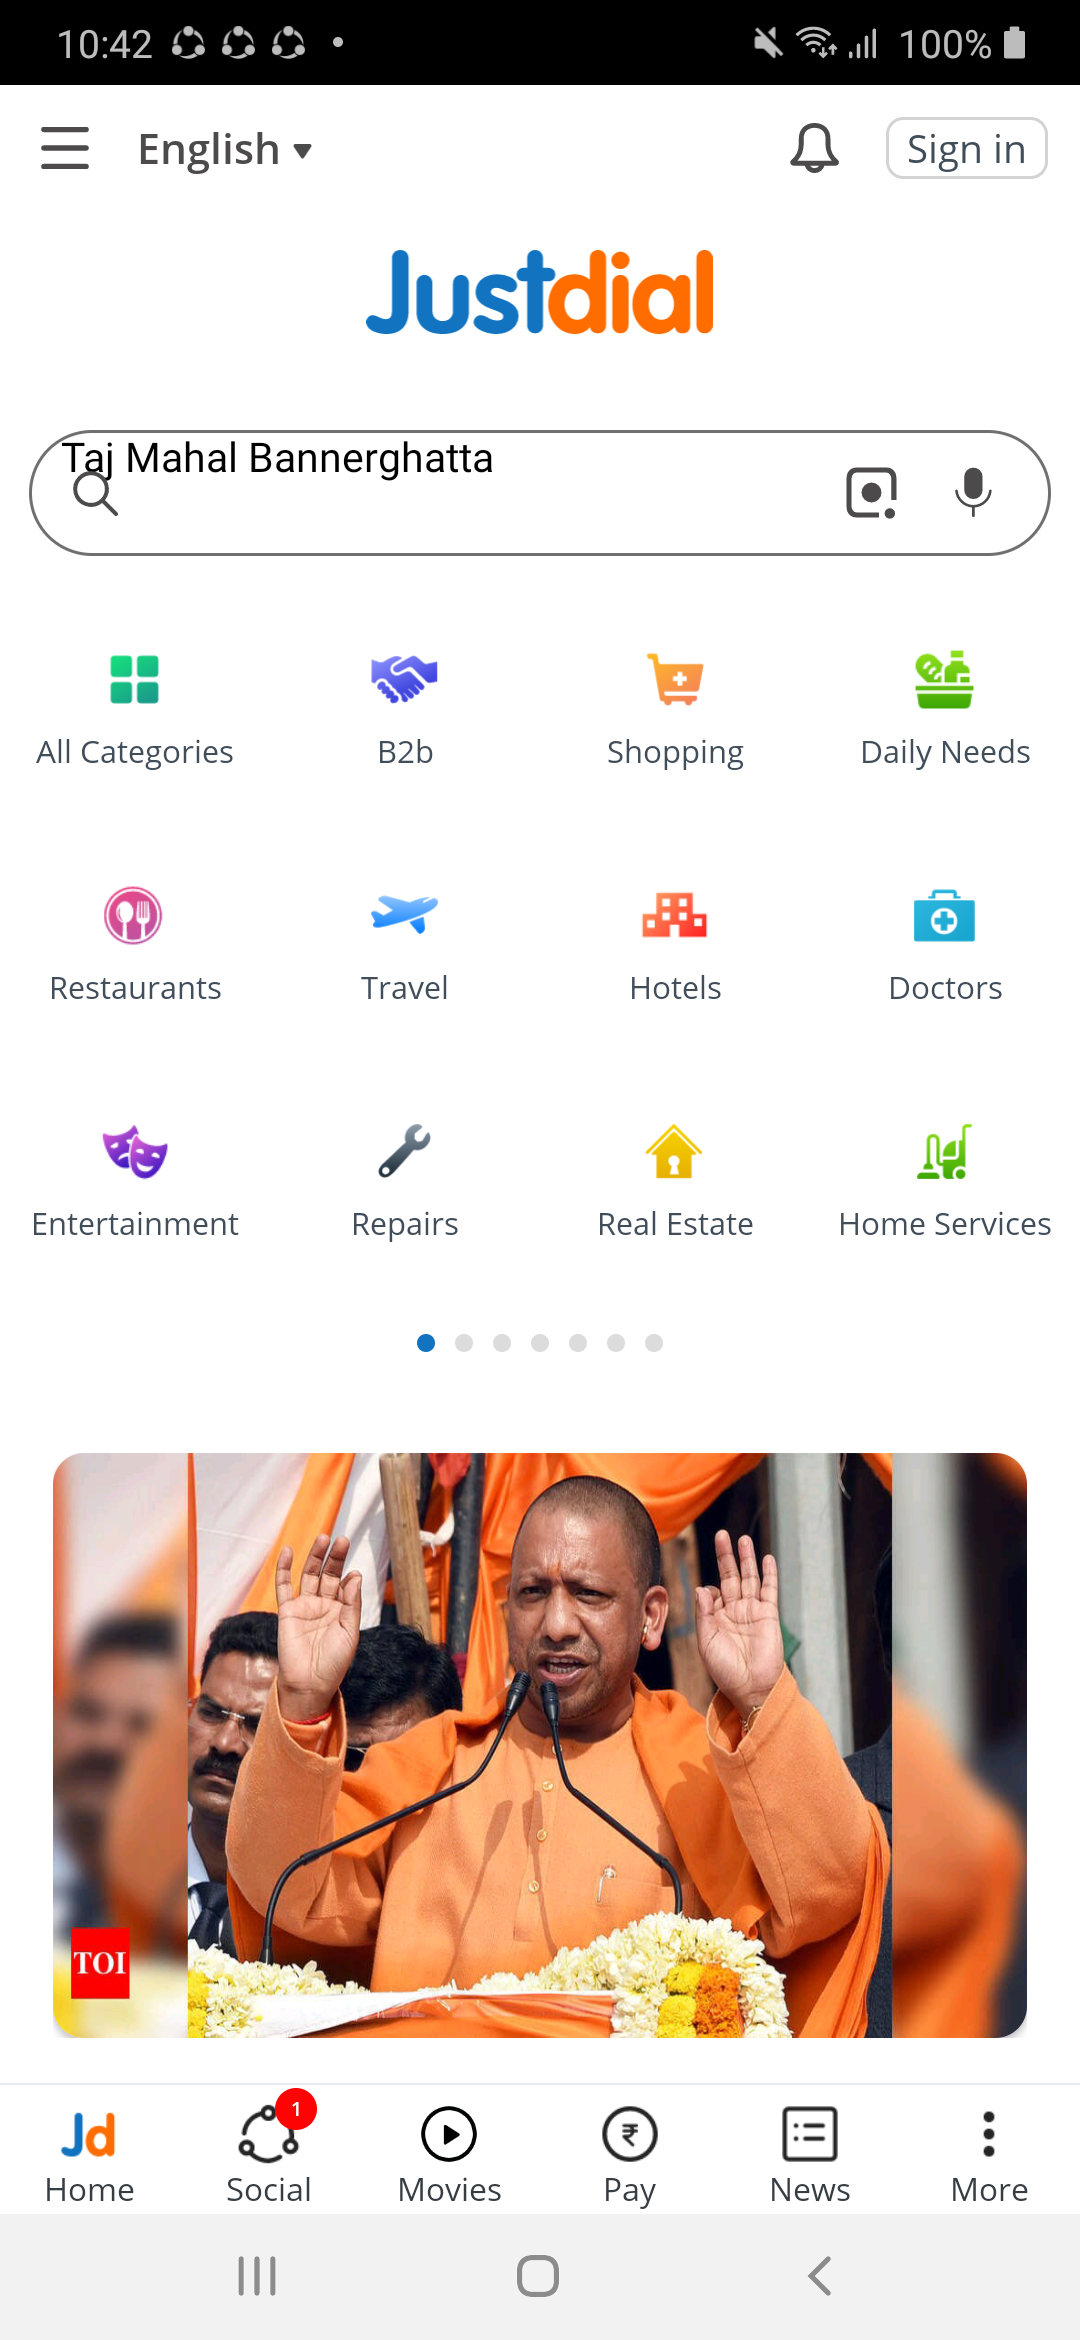 10:42 100%
English ▾ Sign in
Justdial
Taj Mahal Bannerghatta
All Categories B2b Shopping Daily Needs
Restaurants Travel Hotels Doctors
Entertainment Repairs Real Estate Home Services
TOI
1
Jd ₹
Home Social Movies Pay News More